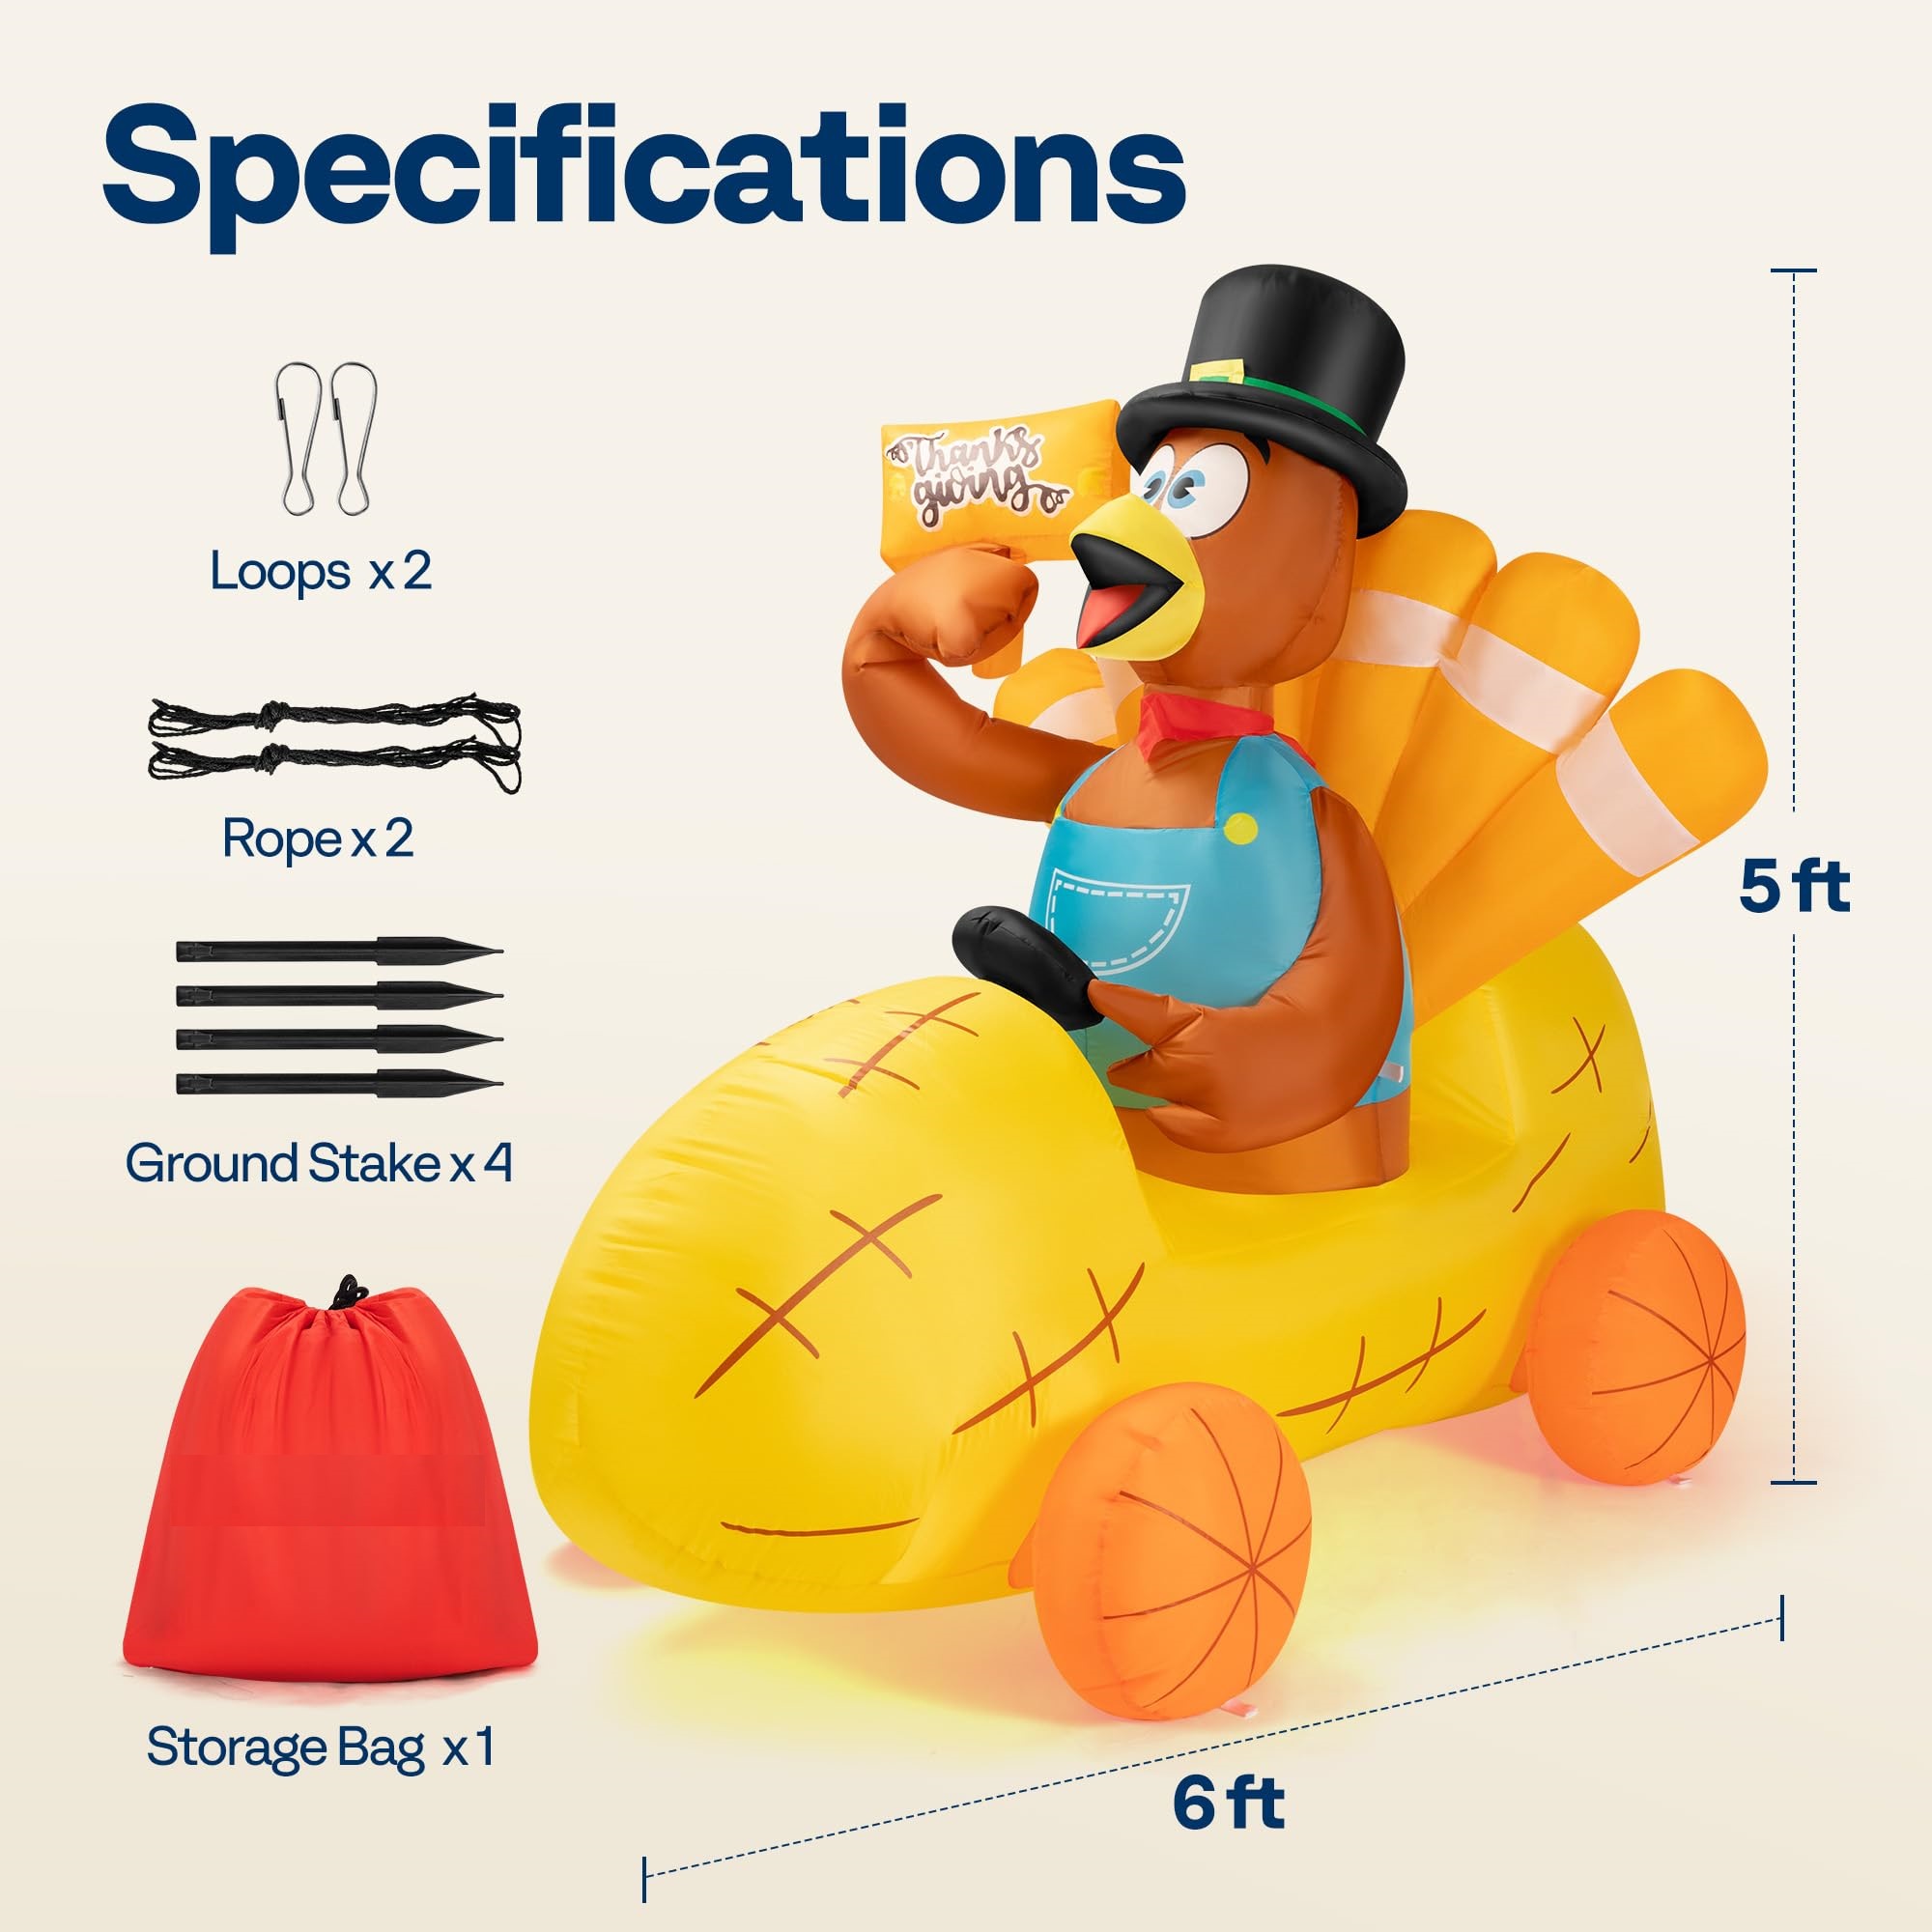 Specifications
Thanks
giving
Loops x 2
Rope x 2
Ground Stake x 4
Storage Bag x 1
5 ft
6 ft